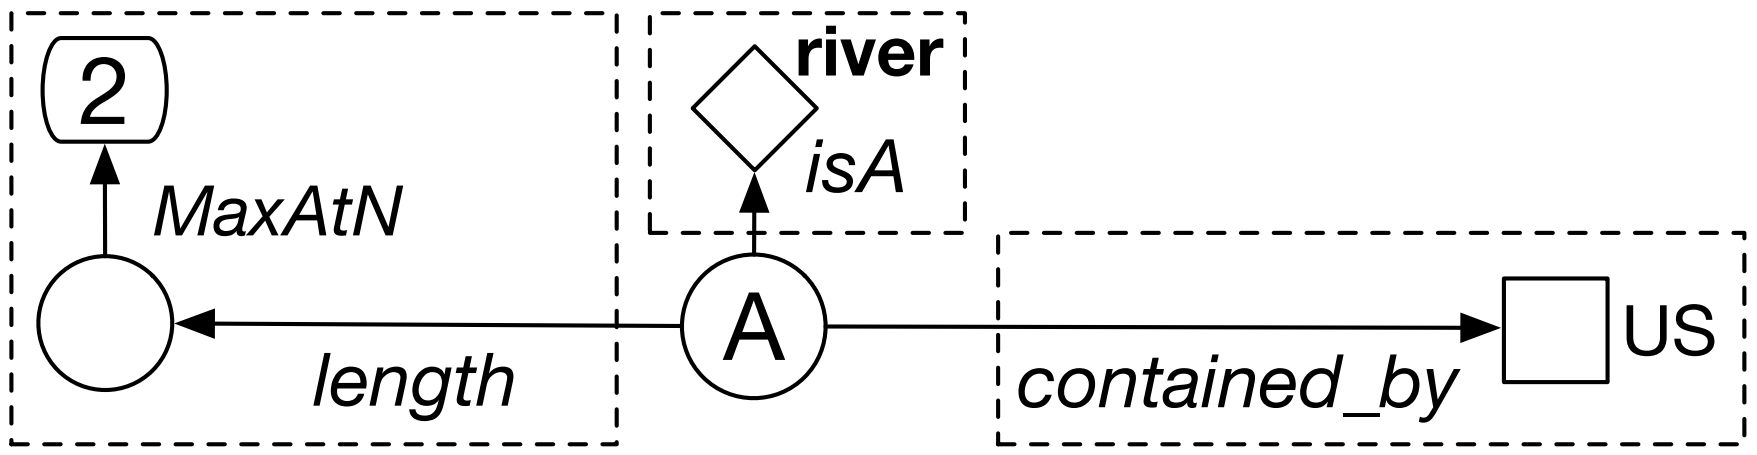 2
MaxAtN
length
river
isA
A
contained_by
US